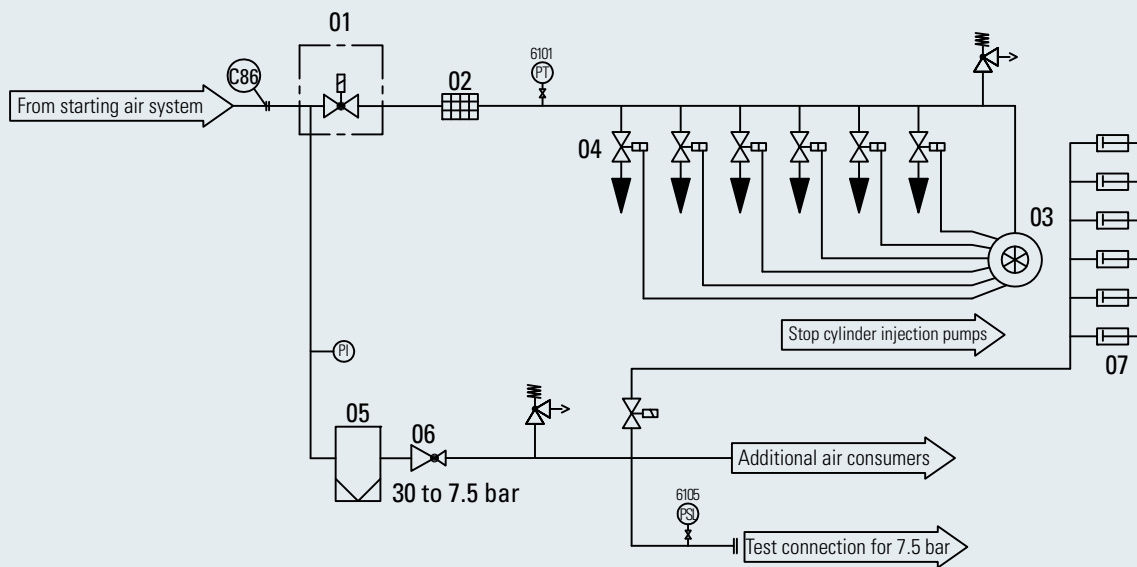 01
C86
From starting air system
02
6101
PT
04
03
Stop cylinder injection pumps
07
PI
05
06
30 to 7.5 bar
Additional air consumers
6105
PSL
Test connection for 7.5 bar